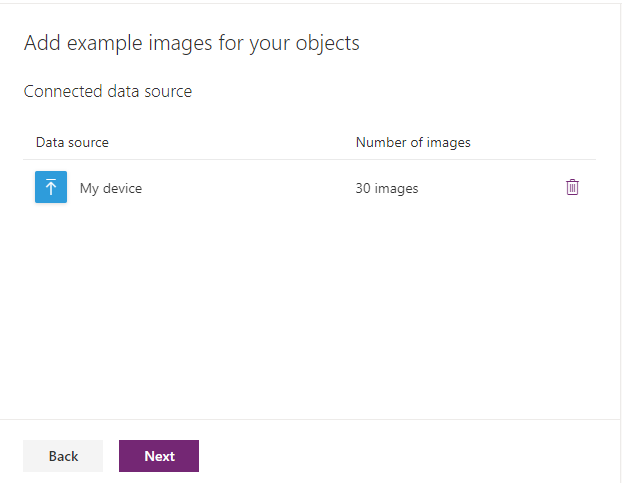 Add example images for your objects
Connected data source
Data source Number of images
My device 30 images
Back Next